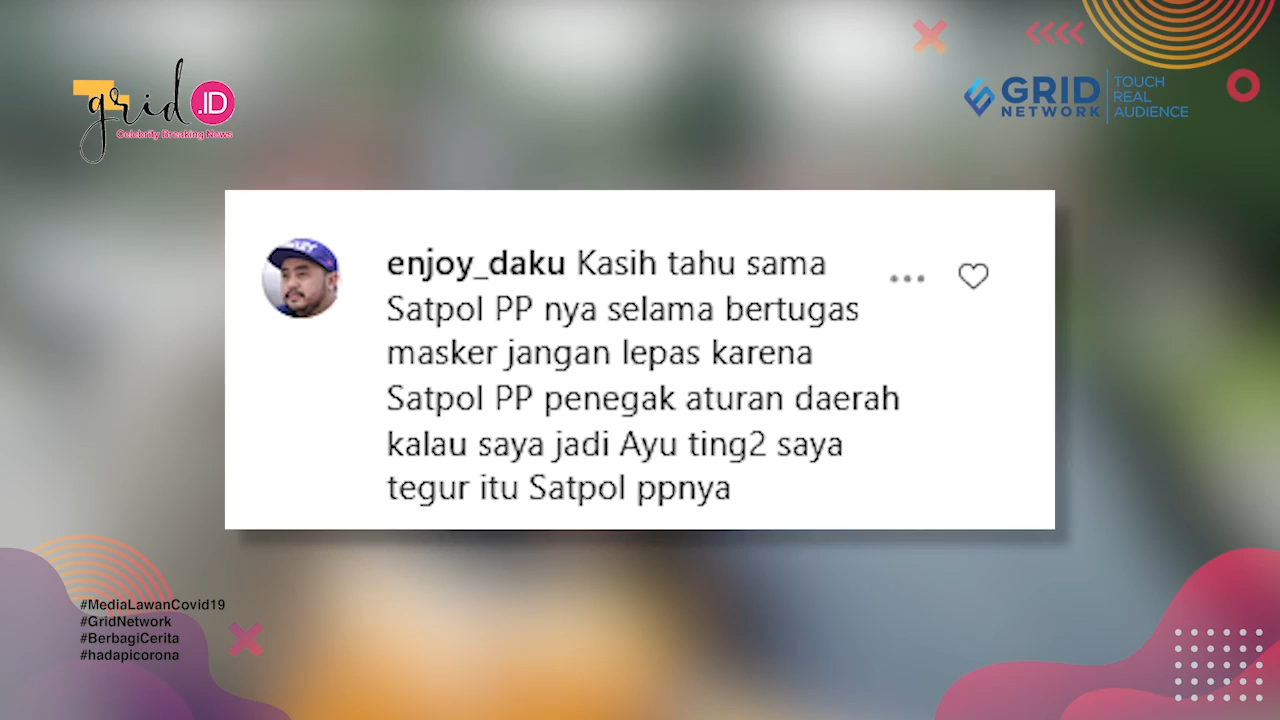 grid .ID
Celebrity Breaking News
GRID NETWORK
TOUCH
REAL
AUDIENCE
enjoy_daku Kasih tahu sama
Satpol PP nya selama bertugas
masker jangan lepas karena
Satpol PP penegak aturan daerah
kalau saya jadi Ayu ting2 saya
tegur itu Satpol ppnya
#MediaLawanCovid19
#GridNetwork
#BerbagiCerita
#hadapicorona